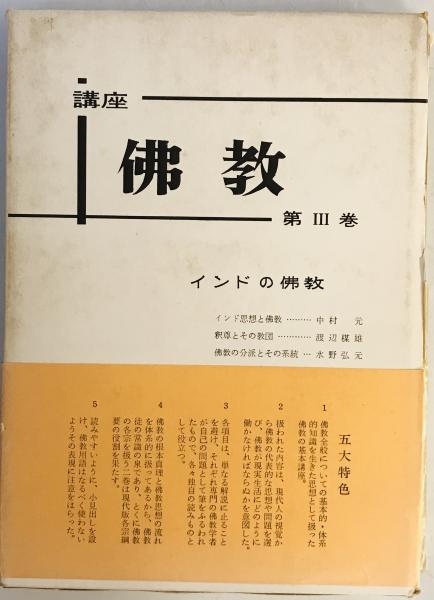 講座
佛教
第III巻
インドの佛教
インド思想と佛教 ……… 中村 元
釈尊とその教団 ………… 渡辺楳雄
佛教の分派とその系統 … 水野弘元
五大特色
1 佛教全般についての基本的・体系
的知識を生きた思想として扱った
佛教の基本講座。
2 扱われた内容は、現代人の視覚か
ら佛教の代表的な思想や問題を選
び、佛教が現実生活にどのように
働かなければならぬかを意図した。
3 各項目は、単なる解説に止ること
を避け、それぞれ専門の佛教学者
が自己の問題として筆をふるわれ
たもので、各々独自の読みものと
して役立つ。
4 佛教の根本真理と佛教思想の流れ
を体系的に扱ってあるから、佛教
徒の常識の泉であり、とくに佛教
の各宗を扱う二巻は現代版各宗綱
要の役割を果たす。
5 読みやすいように、小見出しを設
け、佛教用語はなるべく使わない
ようその表現に注意をはらった。